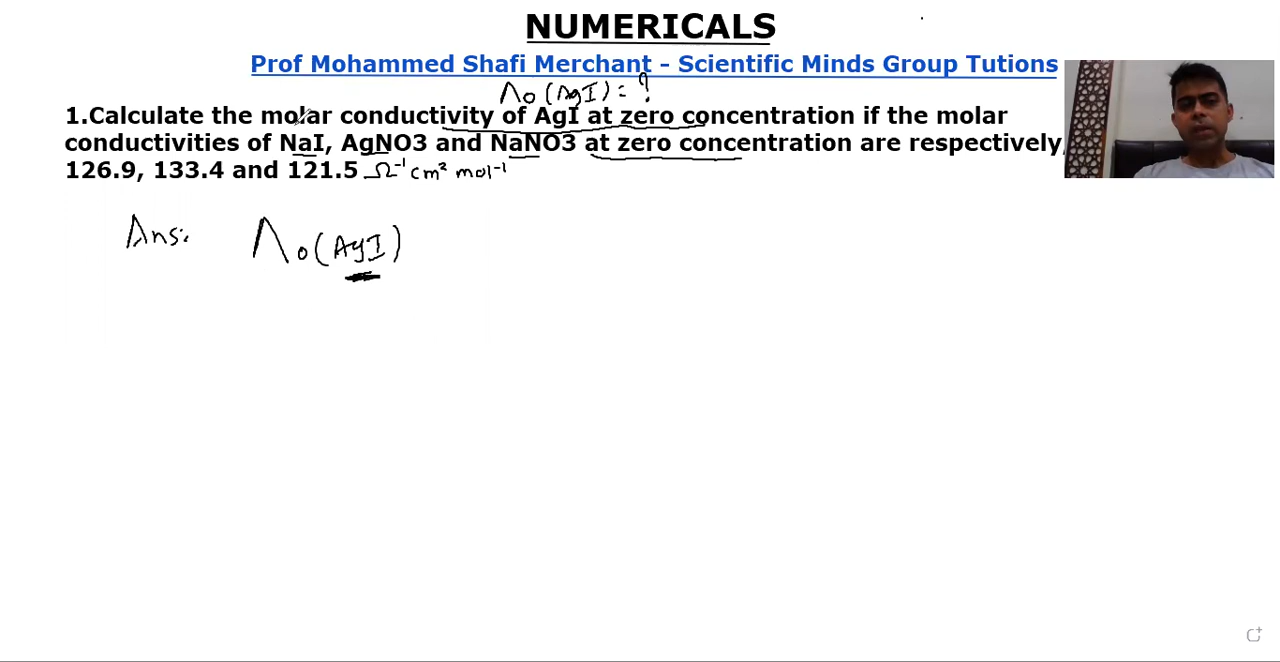 NUMERICALS
Prof Mohammed Shafi Merchant - Scientific Minds Group Tutions
Λ₀(AgI) = ?
1.Calculate the molar conductivity of AgI at zero concentration if the molar
conductivities of NaI, AgNO3 and NaNO3 at zero concentration are respectively,
126.9, 133.4 and 121.5 Ω⁻¹ cm² mol⁻¹
Ans: Λ₀(AgI)